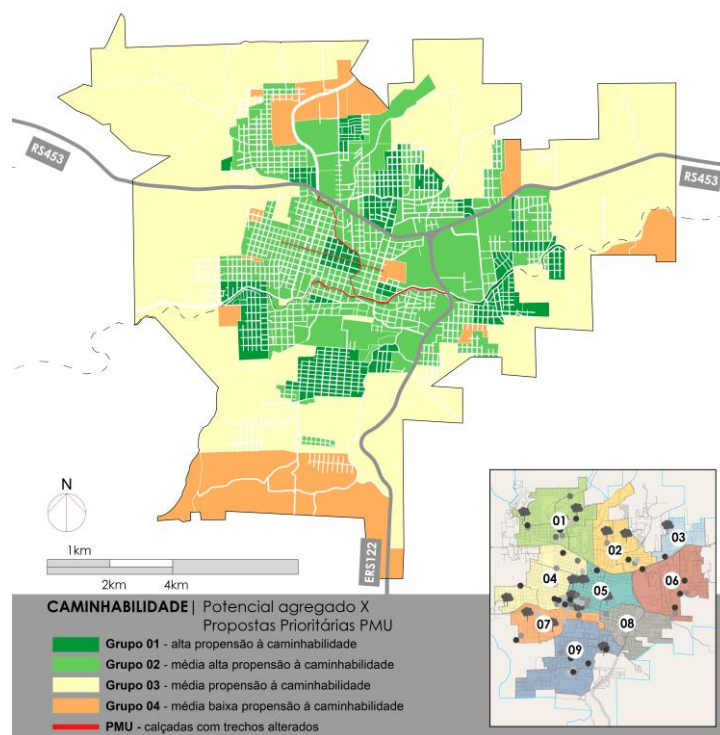 RS453
RS453
N
1km
2km
4km
ERS122
CAMINHABILIDADE | Potencial agregado X
Propostas Prioritárias PMU
Grupo 01 - alta propensão à caminhabilidade
Grupo 02 - média alta propensão à caminhabilidade
Grupo 03 - média propensão à caminhabilidade
Grupo 04 - média baixa propensão à caminhabilidade
PMU - calçadas com trechos alterados
01
02
03
04
05
06
07
08
09